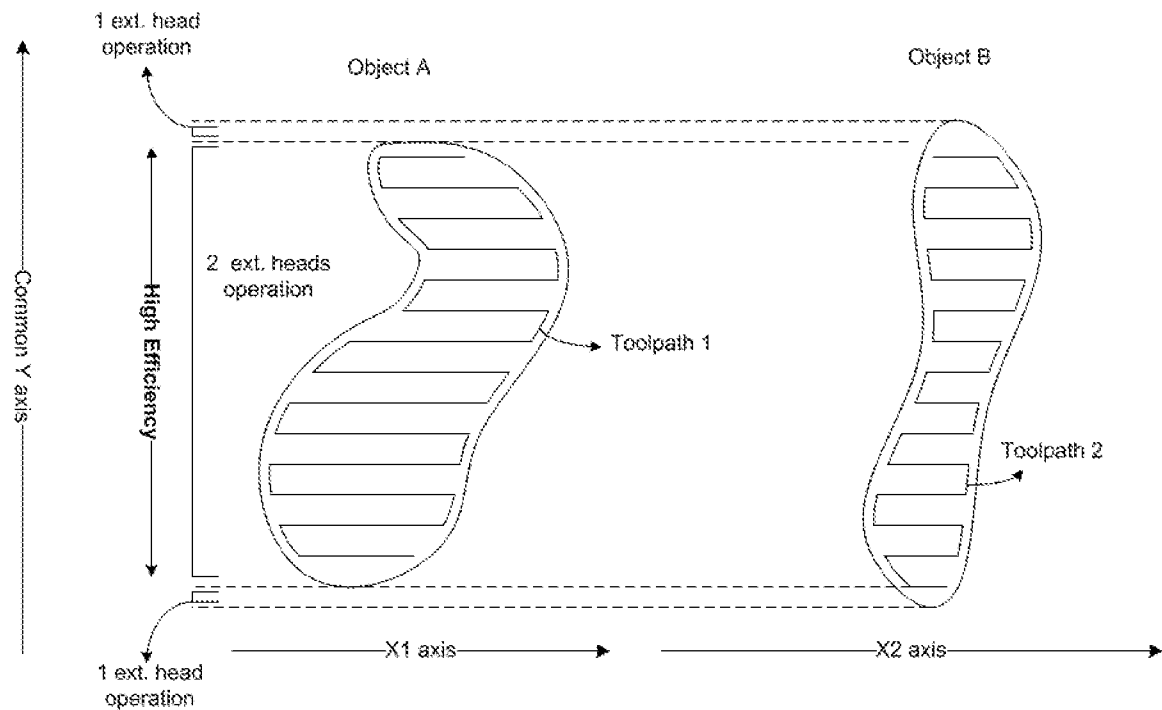 1 ext. head
operation
Object A
Object B
2 ext. heads
operation
High Efficiency
Common Y axis
Toolpath 1
Toolpath 2
X1 axis
X2 axis
1 ext. head
operation